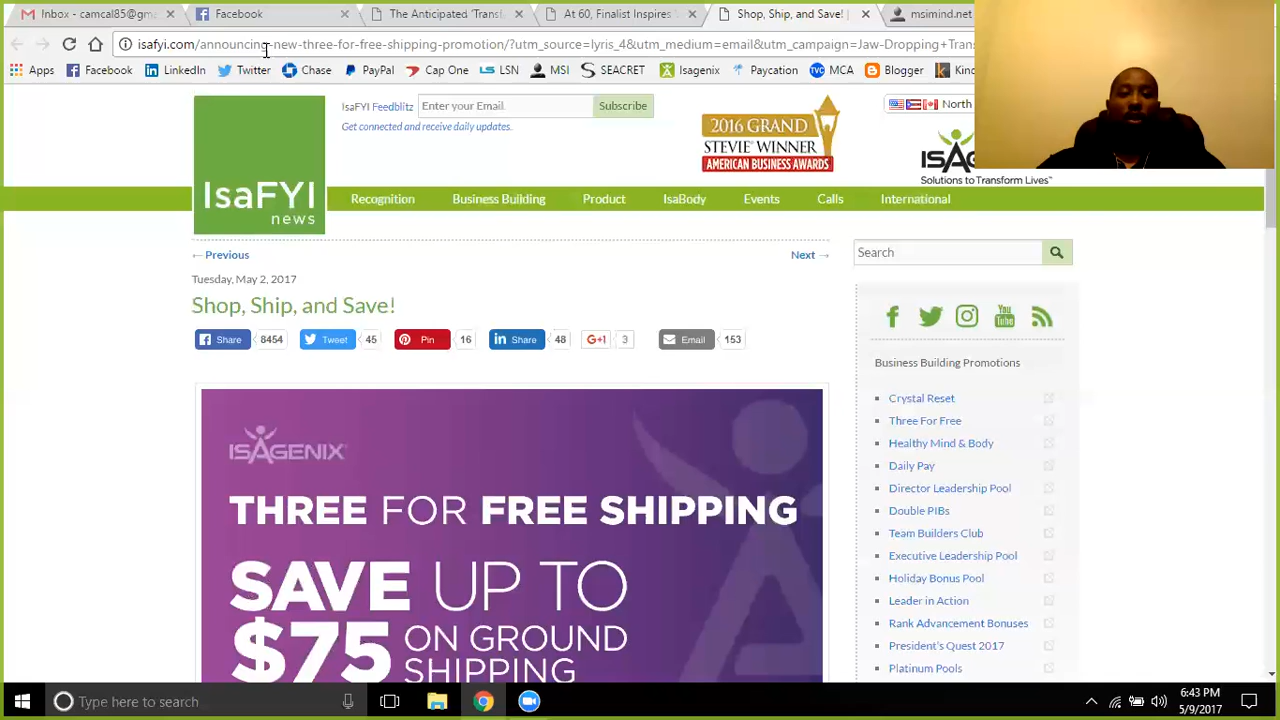 Inbox - camcal85@gm
Facebook
The Anticipated 'Transf
At 60, Finalist Inspires
Shop, Ship, and Save! |
msimind.net
isafyi.com/announcing-new-three-for-free-shipping-promotion/?utm_source=lyris_4&utm_medium=email&utm_campaign=Jaw-Dropping+Trans
Apps
Facebook
LinkedIn
Twitter
Chase
PayPal
Cap One
LSN
MSI
SEACRET
Isagenix
Paycation
MCA
Blogger
IsaFYI Feedblitz
Enter your Email
Subscribe
Get connected and receive daily updates.
2016 GRAND
STEVIE WINNER
AMERICAN BUSINESS AWARDS
North
Solutions to Transform Lives™
IsaFYI
news
Recognition
Business Building
Product
IsaBody
Events
Calls
International
← Previous
Next →
Tuesday, May 2, 2017
Shop, Ship, and Save!
Share 8454
Tweet 45
Pin 16
Share 48
G+1 3
Email 153
ISAGENIX
THREE FOR FREE SHIPPING
SAVE UP TO
$75 ON GROUND
SHIPPING
Search
You
Tube
Business Building Promotions
Crystal Reset
Three For Free
Healthy Mind & Body
Daily Pay
Director Leadership Pool
Double PIBs
Team Builders Club
Executive Leadership Pool
Holiday Bonus Pool
Leader in Action
Rank Advancement Bonuses
President's Quest 2017
Platinum Pools
Type here to search
6:43 PM
5/9/2017